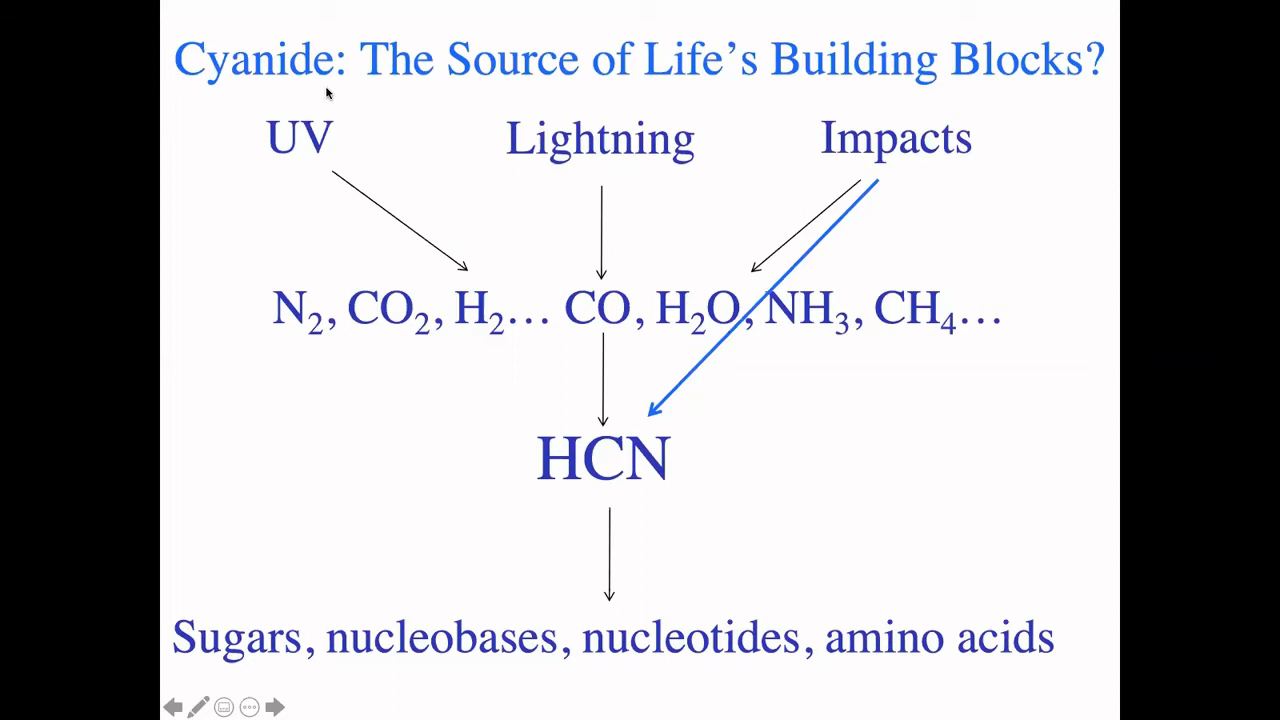 Cyanide: The Source of Life’s Building Blocks?
UV Lightning Impacts
N₂, CO₂, H₂… CO, H₂O, NH₃, CH₄…
HCN
Sugars, nucleobases, nucleotides, amino acids